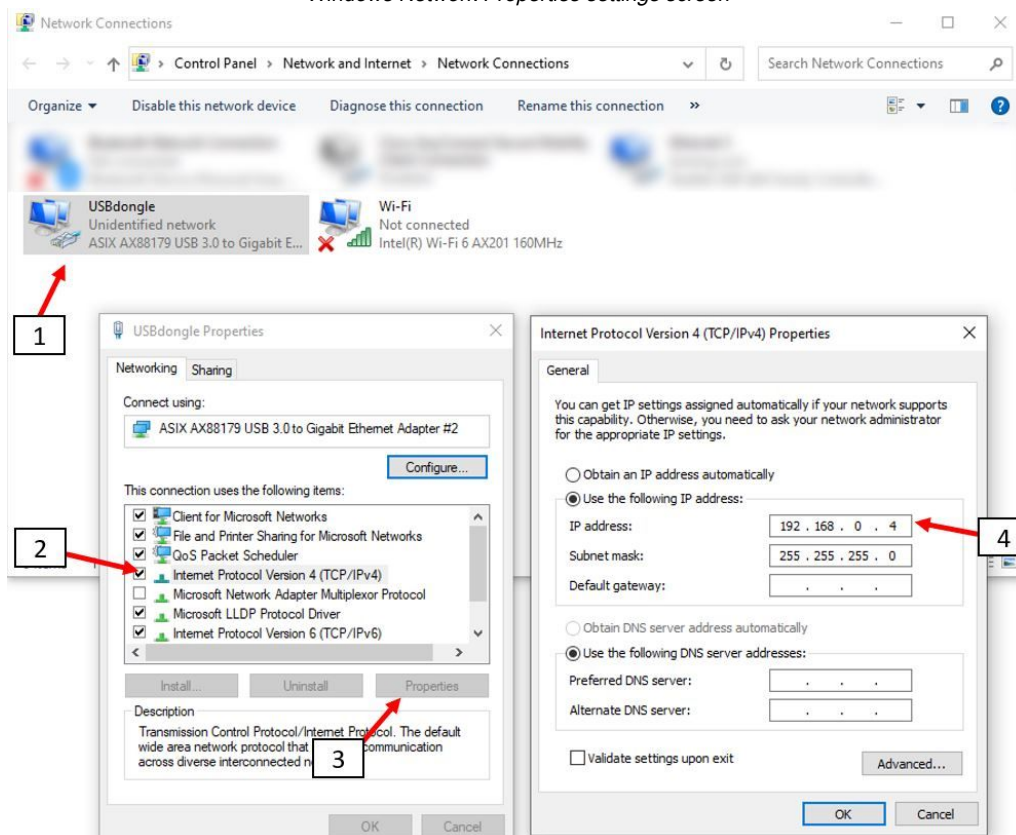 Windows Network Properties settings screen
Network Connections
Control Panel > Network and Internet > Network Connections
Search Network Connections
Organize
Disable this network device
Diagnose this connection
Rename this connection
»
USBdongle
Unidentified network
ASIX AX88179 USB 3.0 to Gigabit E...
Wi-Fi
Not connected
Intel(R) Wi-Fi 6 AX201 160MHz
1
USBdongle Properties
Networking
Sharing
Connect using:
ASIX AX88179 USB 3.0 to Gigabit Ethernet Adapter #2
Configure...
This connection uses the following items:
Client for Microsoft Networks
File and Printer Sharing for Microsoft Networks
QoS Packet Scheduler
2
Internet Protocol Version 4 (TCP/IPv4)
Microsoft Network Adapter Multiplexor Protocol
Microsoft LLDP Protocol Driver
Internet Protocol Version 6 (TCP/IPv6)
Install...
Uninstall
Properties
Description
Transmission Control Protocol/Internet Protocol. The default
wide area network protocol that communication
across diverse interconnected
3
OK
Cancel
Internet Protocol Version 4 (TCP/IPv4) Properties
General
You can get IP settings assigned automatically if your network supports
this capability. Otherwise, you need to ask your network administrator
for the appropriate IP settings.
Obtain an IP address automatically
Use the following IP address:
IP address:
192 . 168 . 0 . 4
4
Subnet mask:
255 . 255 . 255 . 0
Default gateway:
. . .
Obtain DNS server address automatically
Use the following DNS server addresses:
Preferred DNS server:
. . .
Alternate DNS server:
. . .
Validate settings upon exit
Advanced...
OK
Cancel